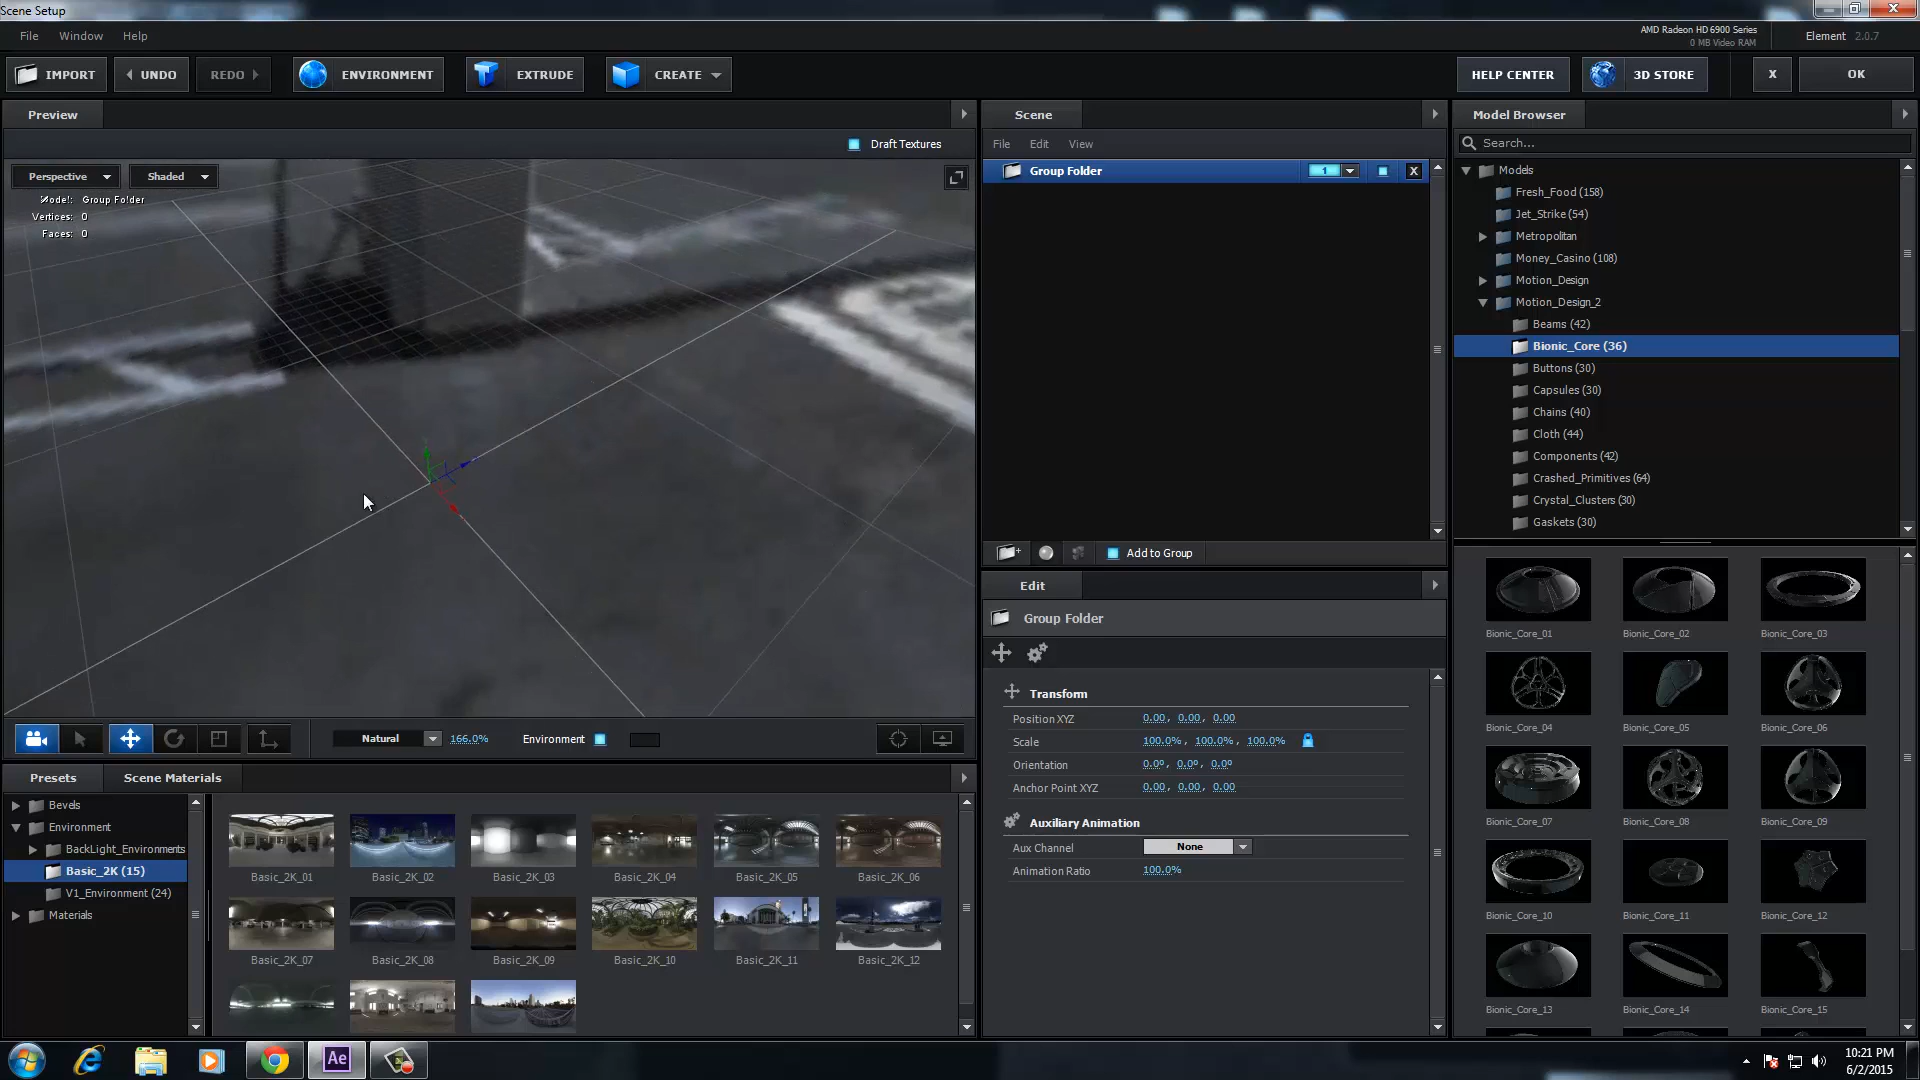 Scene Setup
File Window Help
AMD Radeon HD 6900 Series
0 MB Video RAM
Element 2.0.7
IMPORT UNDO REDO ENVIRONMENT EXTRUDE CREATE HELP CENTER 3D STORE X OK
Preview
Draft Textures
Perspective Shaded
Model: Group Folder
Vertices: 0
Faces: 0
Natural 166.0% Environment
Scene
File Edit View
Group Folder 1 X
Add to Group
Edit
Group Folder
Transform
Position XYZ 0.00, 0.00, 0.00
Scale 100.0%, 100.0%, 100.0%
Orientation 0.0º, 0.0º, 0.0º
Anchor Point XYZ 0.00, 0.00, 0.00
Auxiliary Animation
Aux Channel None
Animation Ratio 100.0%
Model Browser
Search...
Models
Fresh_Food (158)
Jet_Strike (54)
Metropolitan
Money_Casino (108)
Motion_Design
Motion_Design_2
Beams (42)
Bionic_Core (36)
Buttons (30)
Capsules (30)
Chains (40)
Cloth (44)
Components (42)
Crashed_Primitives (64)
Crystal_Clusters (30)
Gaskets (30)
Bionic_Core_01 Bionic_Core_02 Bionic_Core_03
Bionic_Core_04 Bionic_Core_05 Bionic_Core_06
Bionic_Core_07 Bionic_Core_08 Bionic_Core_09
Bionic_Core_10 Bionic_Core_11 Bionic_Core_12
Bionic_Core_13 Bionic_Core_14 Bionic_Core_15
Presets Scene Materials
Bevels
Environment
BackLight_Environments
Basic_2K (15)
V1_Environment (24)
Materials
Basic_2K_01 Basic_2K_02 Basic_2K_03 Basic_2K_04 Basic_2K_05 Basic_2K_06
Basic_2K_07 Basic_2K_08 Basic_2K_09 Basic_2K_10 Basic_2K_11 Basic_2K_12
Ae
10:21 PM
6/2/2015